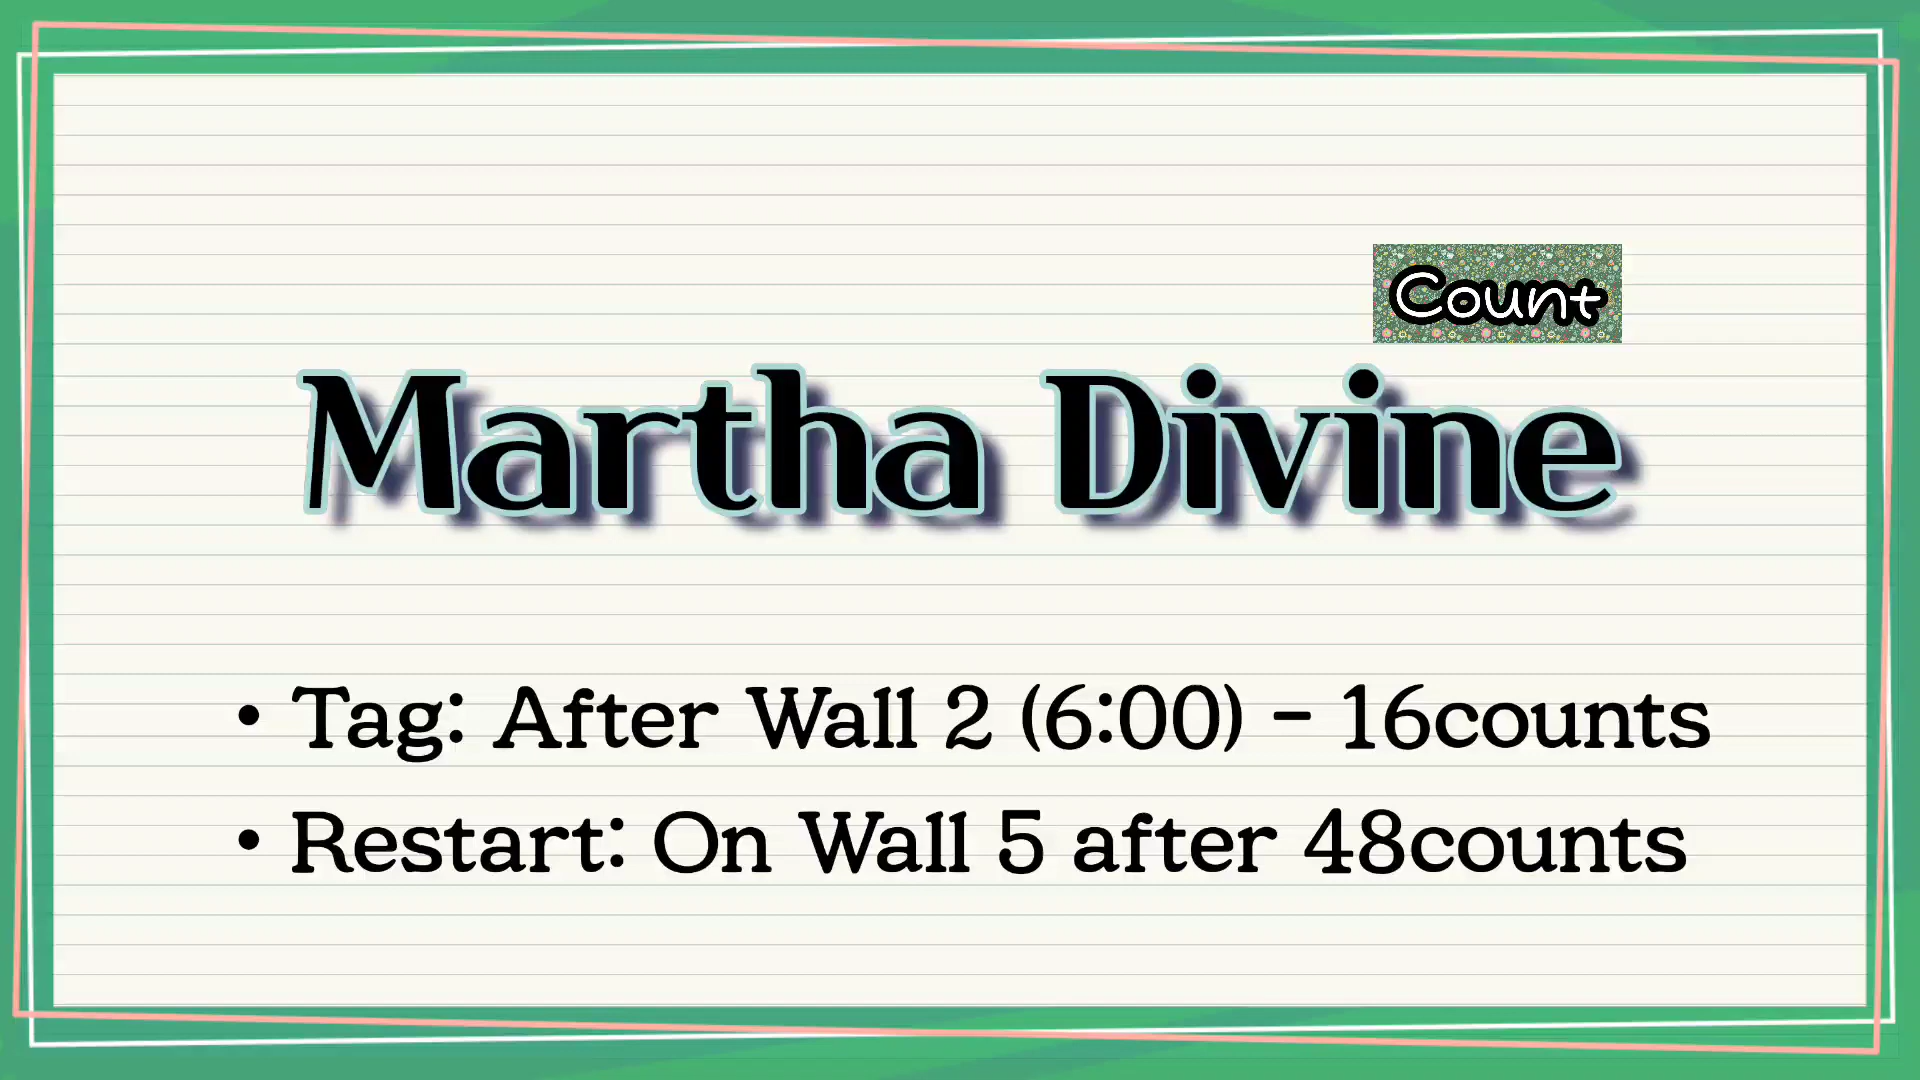 Count
Martha Divine
• Tag: After Wall 2 (6:00) - 16counts
• Restart: On Wall 5 after 48counts